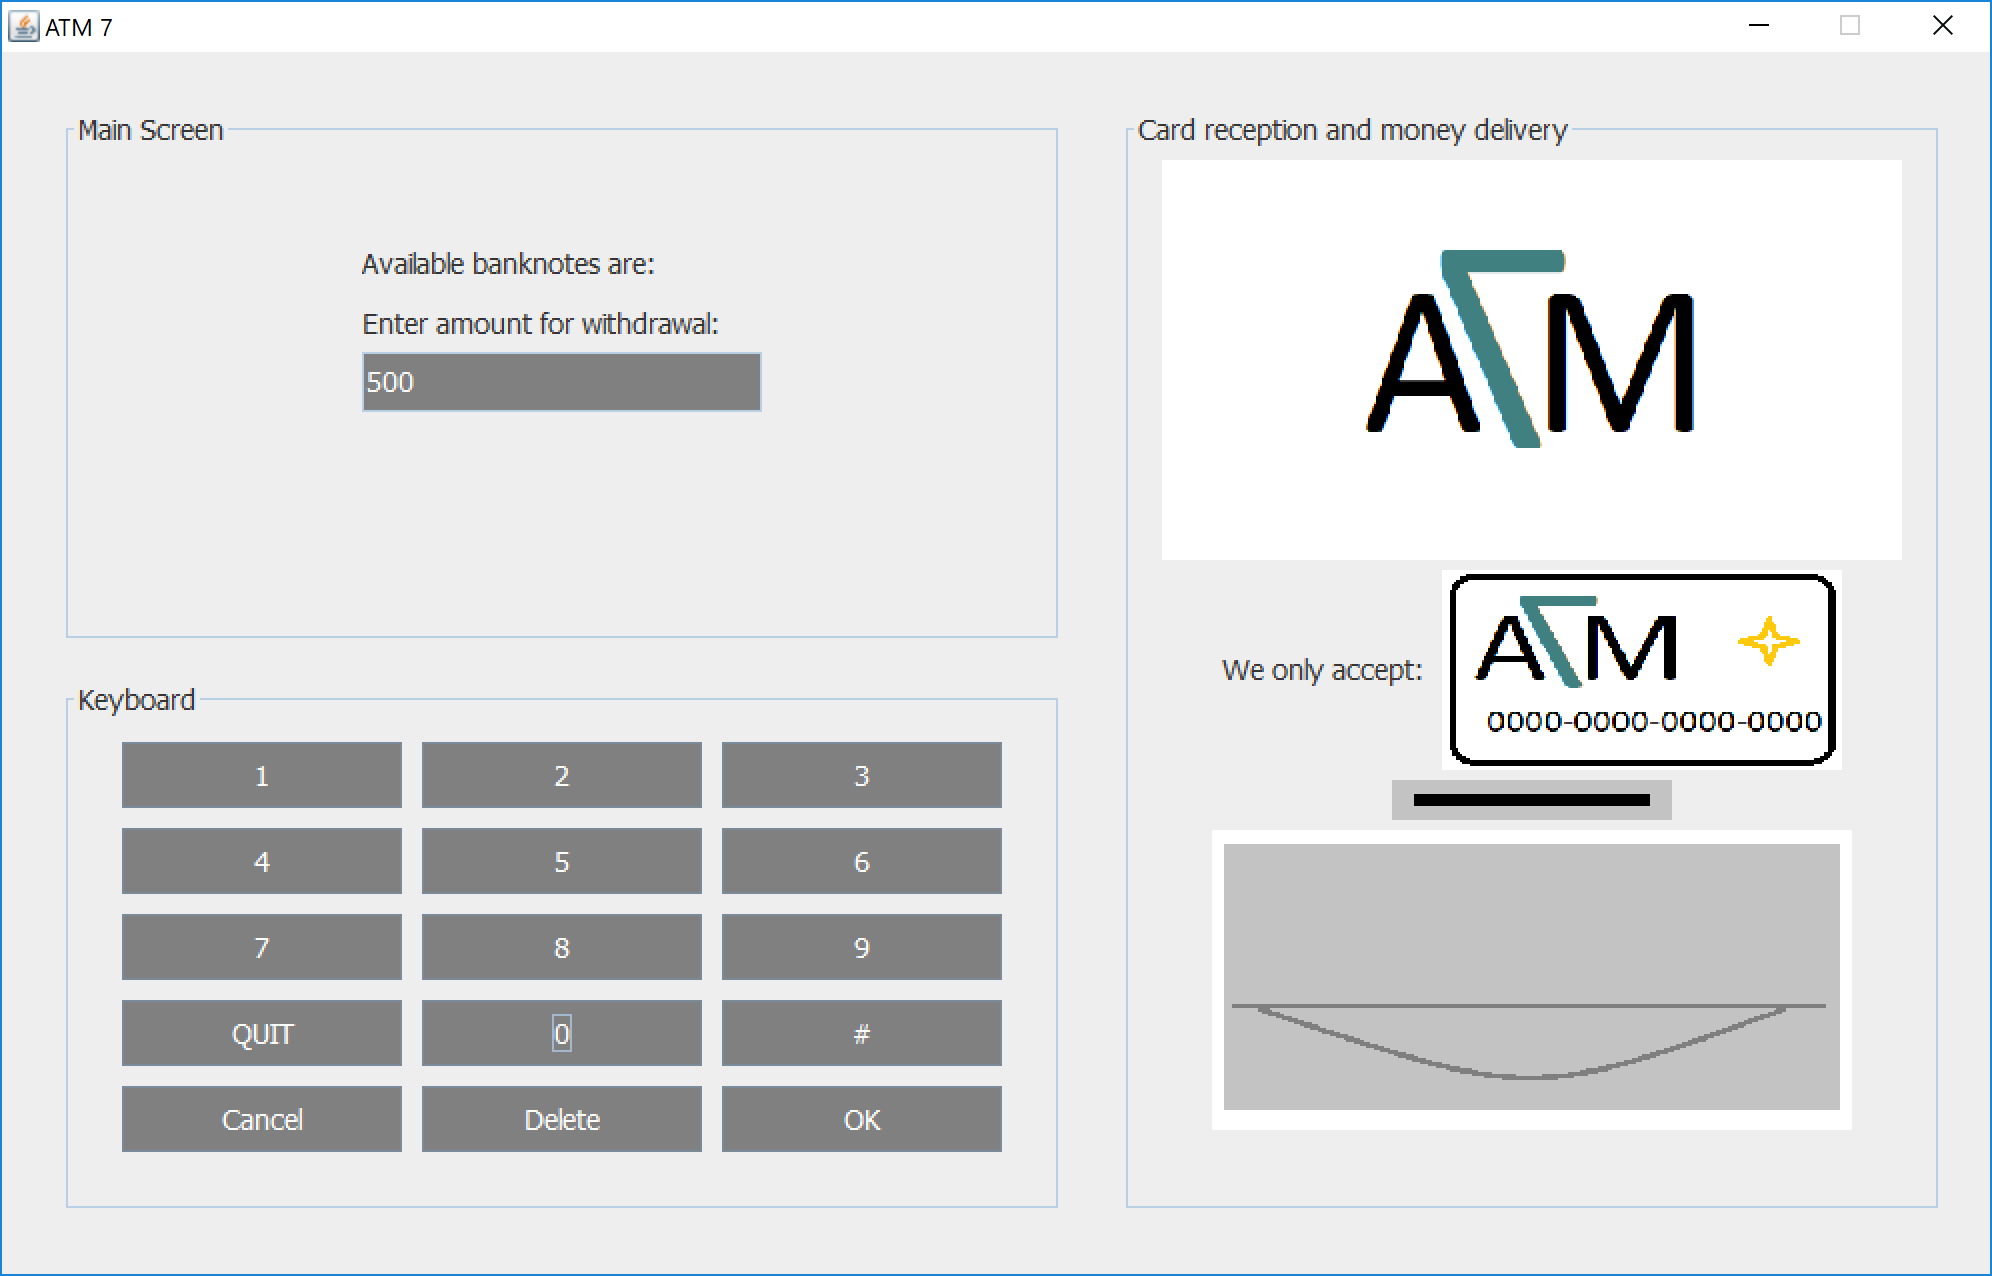 ATM 7
Main Screen
Available banknotes are:
Enter amount for withdrawal:
500
Keyboard
1 2 3
4 5 6
7 8 9
QUIT 0 #
Cancel Delete OK
Card reception and money delivery
A7M
We only accept:
A7M
0000-0000-0000-0000